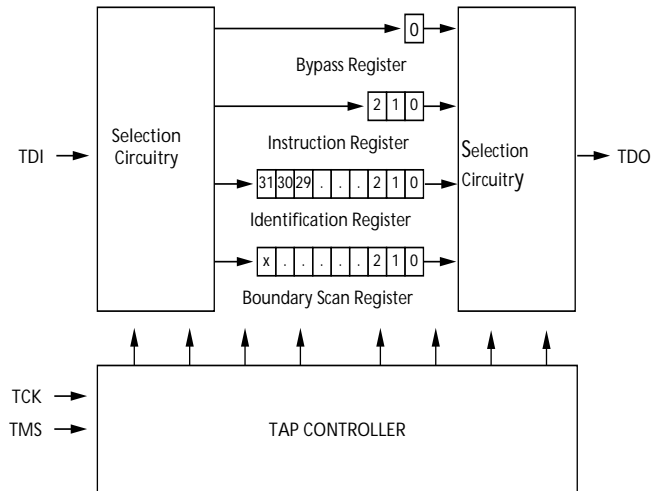 0
Bypass Register
2 1 0
Instruction Register
Selection
Circuitry
TDI
Selection
Circuitry
TDO
31 30 29 . . . 2 1 0
Identification Register
x . . . . . 2 1 0
Boundary Scan Register
TCK
TMS
TAP CONTROLLER